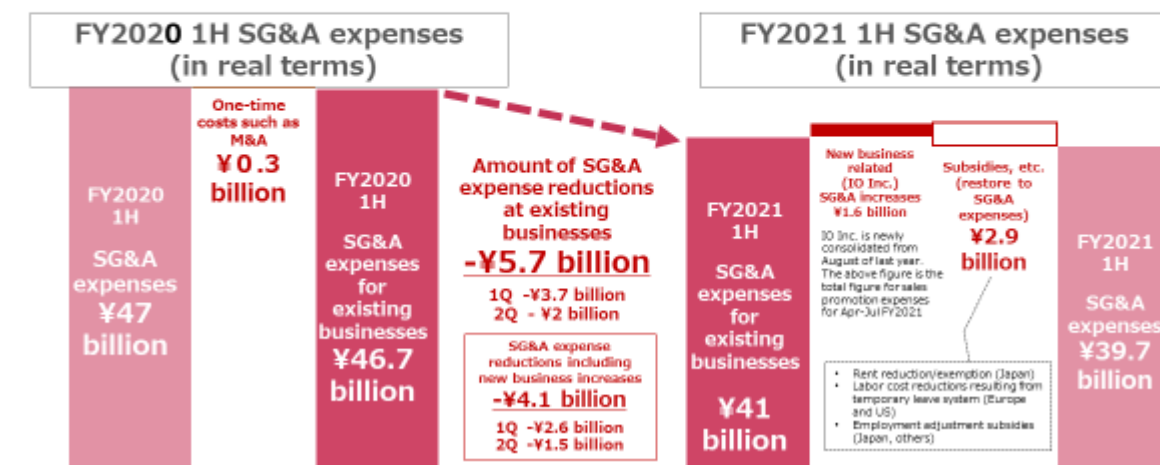 FY2020 1H SG&A expenses
(in real terms)
FY2021 1H SG&A expenses
(in real terms)
FY2020
1H
SG&A
expenses
¥47
billion
One-time
costs such as
M&A
¥0.3
billion
FY2020
1H
SG&A
expenses
for
existing
businesses
¥46.7
billion
Amount of SG&A
expense reductions
at existing
businesses
-¥5.7 billion
1Q -¥3.7 billion
2Q - ¥2 billion
SG&A expense
reductions including
new business increases
-¥4.1 billion
1Q -¥2.6 billion
2Q -¥1.5 billion
FY2021
1H
SG&A
expenses
for
existing
businesses
¥41
billion
New business
related
(IO Inc.)
SG&A increases
¥1.6 billion
IO Inc. is newly
consolidated from
August of last year.
The above figure is the
total figure for sales
promotion expenses
for Apr-Jul FY2021
Subsidies, etc.
(restore to
SG&A
expenses)
¥2.9
billion
• Rent reduction/exemption (Japan)
• Labor cost reductions resulting from
temporary leave system (Europe
and US)
• Employment adjustment subsidies
(Japan, others)
FY2021
1H
SG&A
expenses
¥39.7
billion